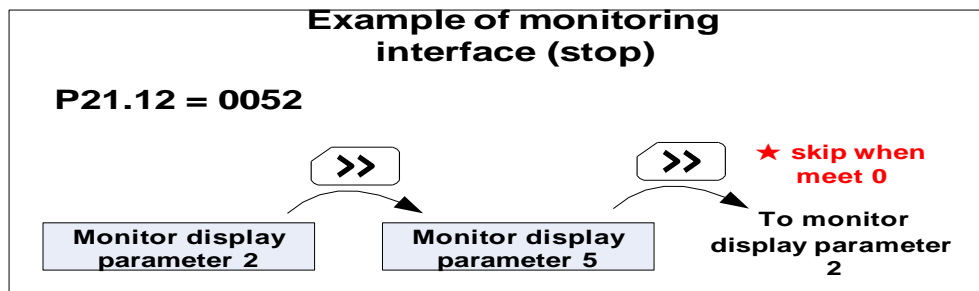 Example of monitoring
interface (stop)
P21.12 = 0052
>>
>>
★ skip when
meet 0
Monitor display
parameter 2
Monitor display
parameter 5
To monitor
display parameter
2